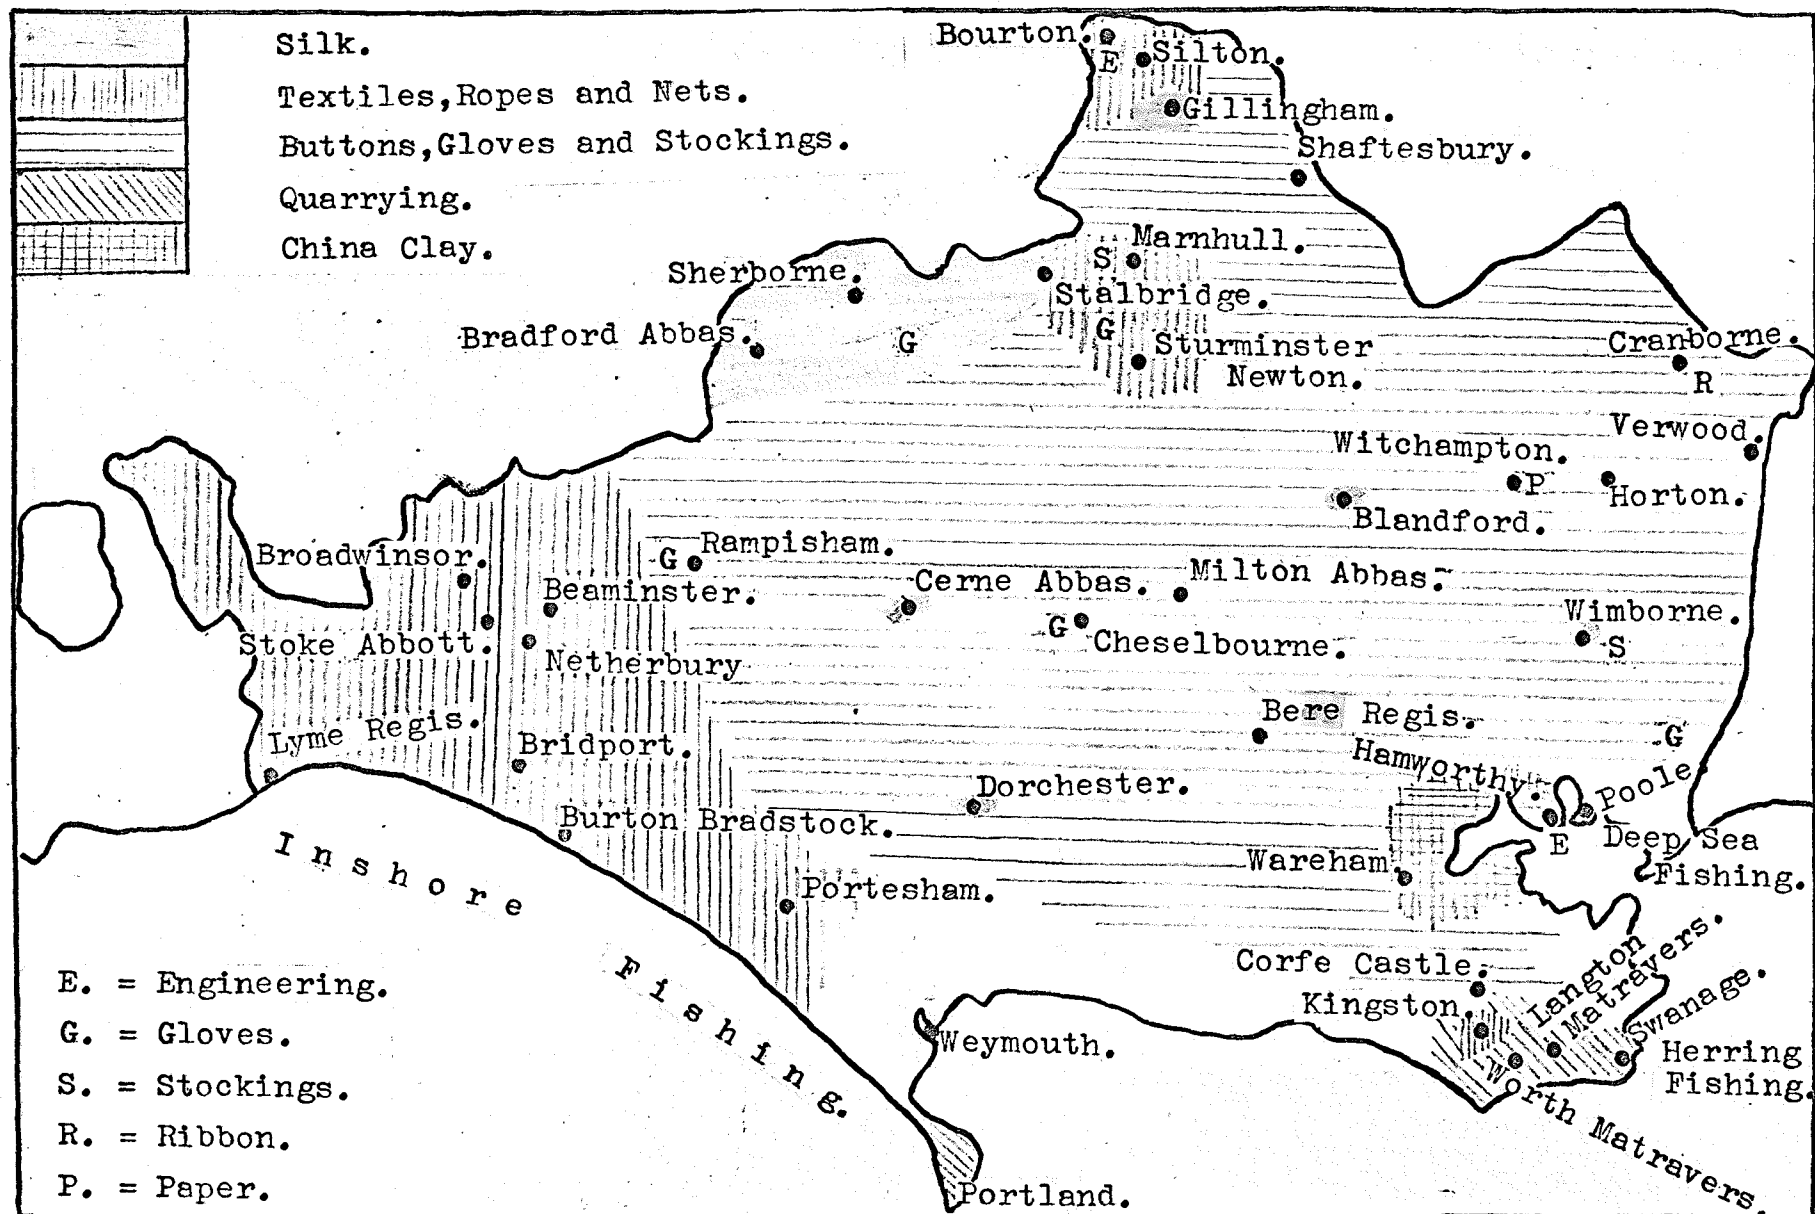 Silk.
Textiles,Ropes and Nets.
Buttons,Gloves and Stockings.
Quarrying.
China Clay.
Bourton.
E
Silton.
Gillingham.
Shaftesbury.
Marnhull.
S
Stalbridge.
G
Sturminster
Newton.
Sherborne.
Bradford Abbas.
G
Cranborne.
R
Verwood.
Witchampton.
P
Horton.
Blandford.
Broadwinsor.
G
Rampisham.
Beaminster.
Cerne Abbas.
Milton Abbas.
G
Cheselbourne.
Wimborne.
S
Stoke Abbott.
Netherbury
Lyme Regis.
Bridport.
Bere Regis.
G
Hamworthy.
Poole
Dorchester.
Burton Bradstock.
E
Deep Sea
Fishing.
Wareham
Portesham.
Inshore
Fishing.
Corfe Castle.
Kingston.
Langton
Matravers.
Swanage.
Herring
Fishing.
Worth Matravers.
Weymouth.
Portland.
E. = Engineering.
G. = Gloves.
S. = Stockings.
R. = Ribbon.
P. = Paper.